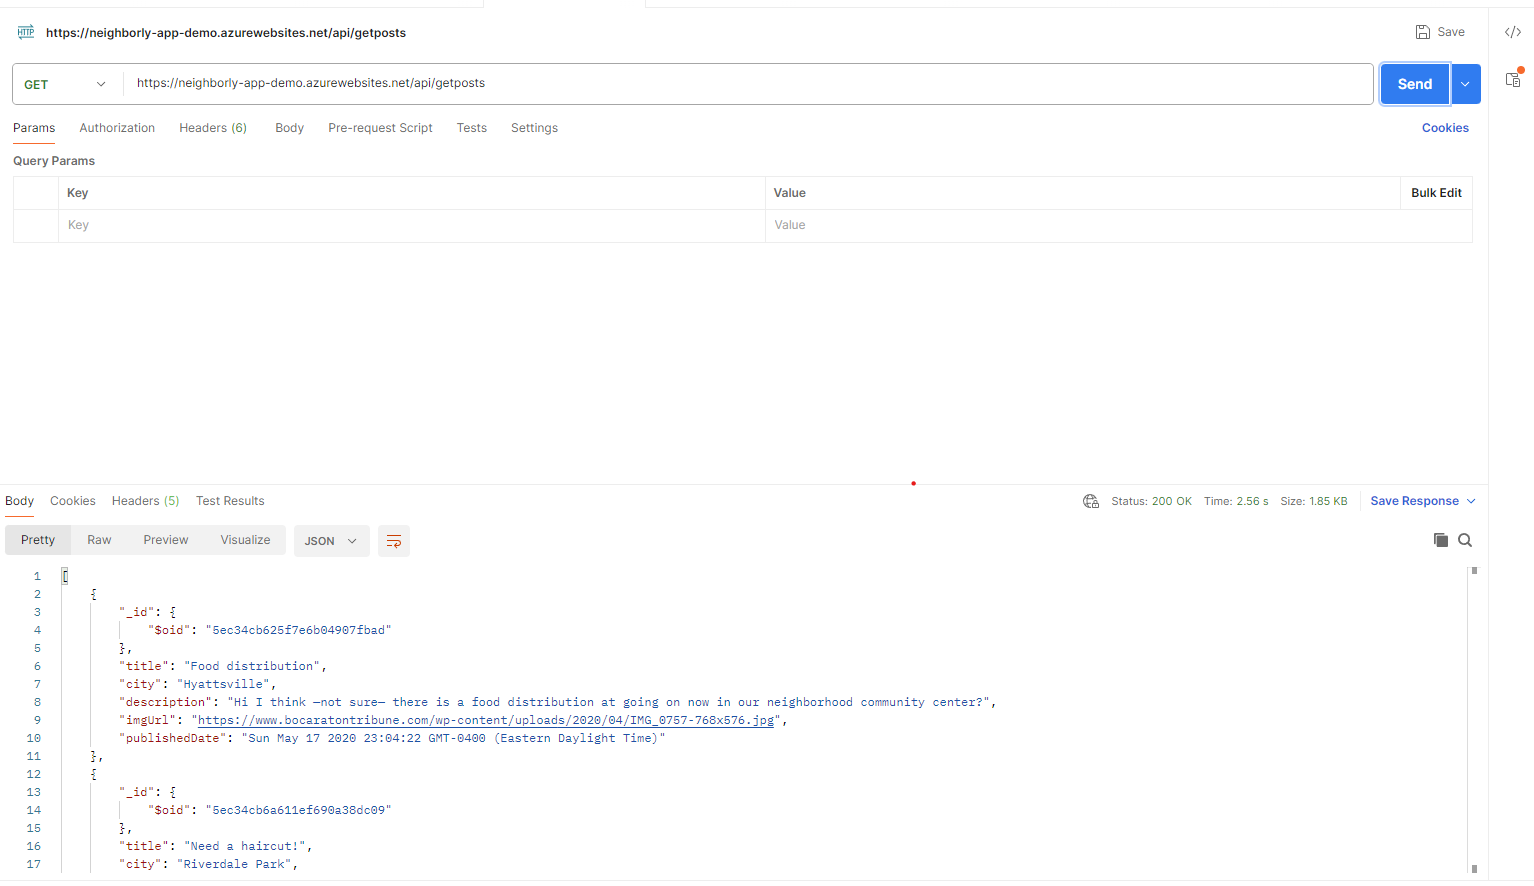 HTTP https://neighborly-app-demo.azurewebsites.net/api/getposts Save
GET https://neighborly-app-demo.azurewebsites.net/api/getposts Send
Params Authorization Headers (6) Body Pre-request Script Tests Settings Cookies
Query Params
Key Value Bulk Edit
Key Value
Body Cookies Headers (5) Test Results Status: 200 OK Time: 2.56 s Size: 1.85 KB Save Response
Pretty Raw Preview Visualize JSON
1 [
2 {
3 "_id": {
4 "$oid": "5ec34cb625f7e6b04907fbad"
5 },
6 "title": "Food distribution",
7 "city": "Hyattsville",
8 "description": "Hi I think —not sure— there is a food distribution at going on now in our neighborhood community center?",
9 "imgUrl": "https://www.bocaratontribune.com/wp-content/uploads/2020/04/IMG_0757-768x576.jpg",
10 "publishedDate": "Sun May 17 2020 23:04:22 GMT-0400 (Eastern Daylight Time)"
11 },
12 {
13 "_id": {
14 "$oid": "5ec34cb6a611ef690a38dc09"
15 },
16 "title": "Need a haircut!",
17 "city": "Riverdale Park",